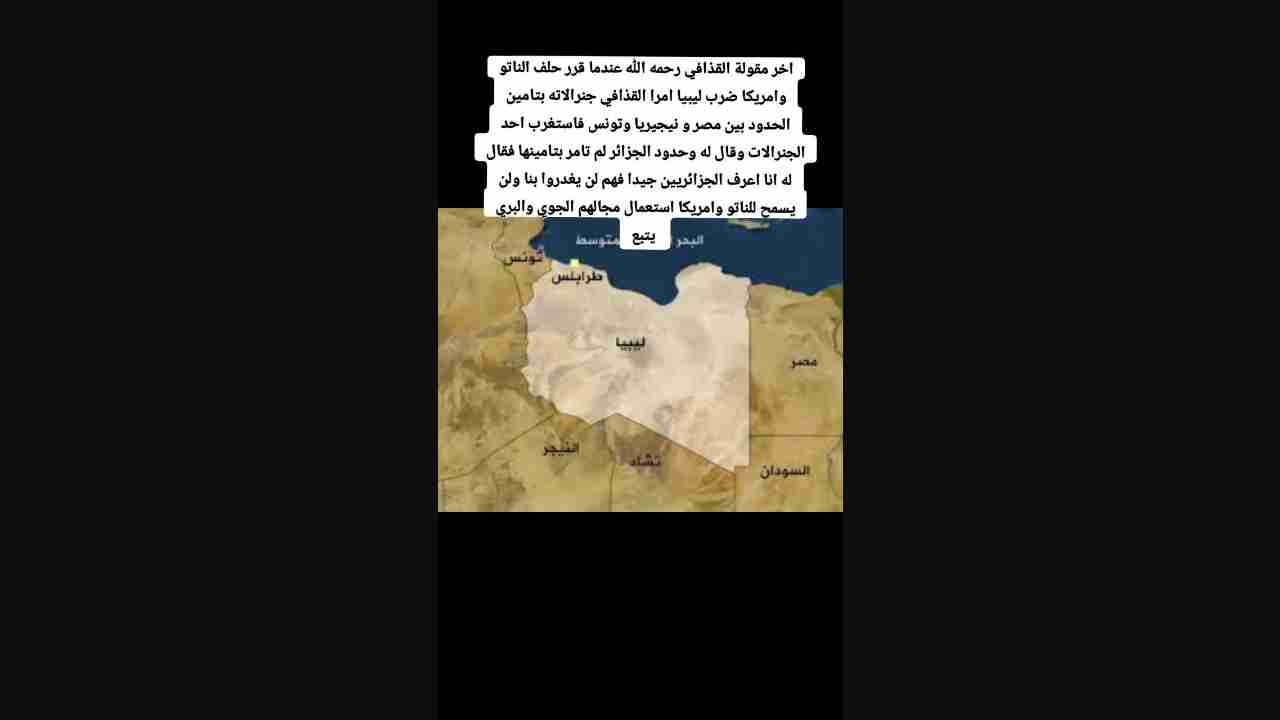 اخر مقولة القذافي رحمه الله عندما قرر حلف الناتو
وامريكا ضرب ليبيا امرا القذافي جنرالاته بتامين
الحدود بين مصر و نيجيريا وتونس فاستغرب احد
الجنرالات وقال له وحدود الجزائر لم تامر بتامينها فقال
له انا اعرف الجزائريين جيدا فهم لن يغدروا بنا ولن
يسمح للناتو وامريكا استعمال مجالهم الجوي والبري
يتبع
البحر متوسط
تونس
طرابلس
ليبيا
مصر
النيجر
تشاد
السودان